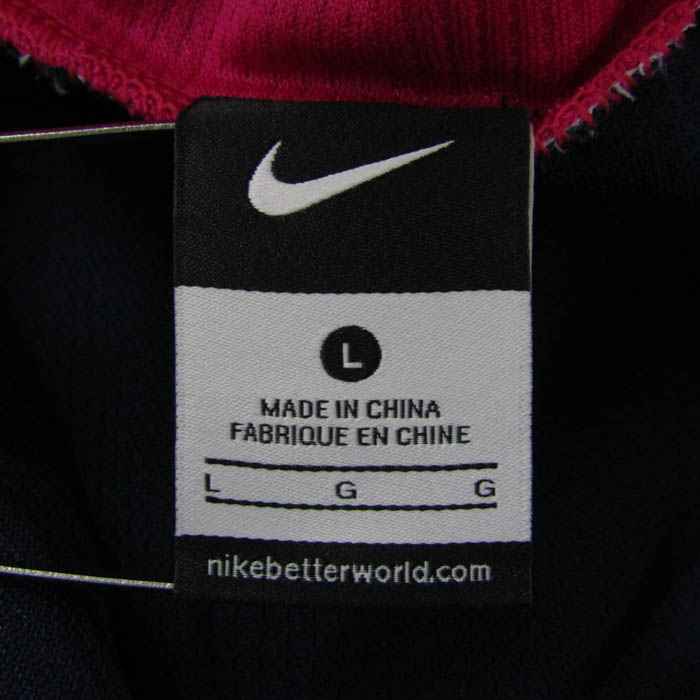 L
MADE IN CHINA
FABRIQUE EN CHINE
L G G
nikebetterworld.com